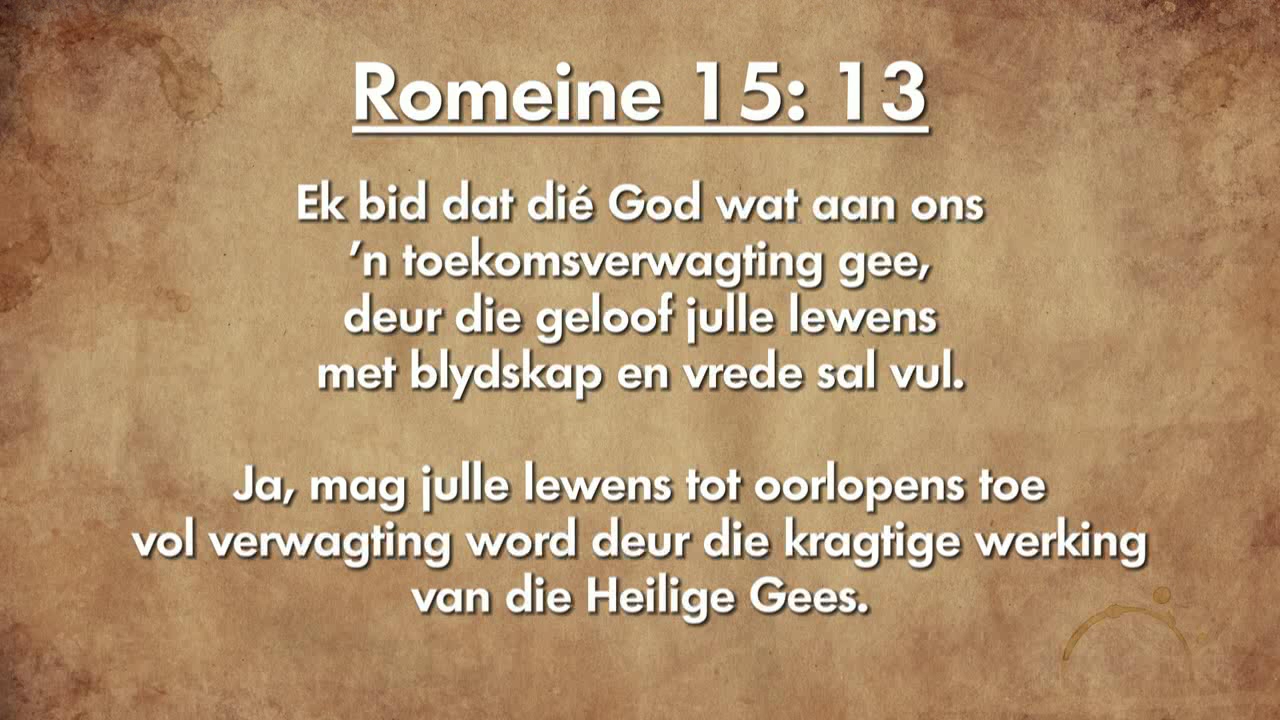 Romeine 15: 13
Ek bid dat dié God wat aan ons
’n toekomsverwagting gee,
deur die geloof julle lewens
met blydskap en vrede sal vul.
Ja, mag julle lewens tot oorlopens toe
vol verwagting word deur die kragtige werking
van die Heilige Gees.